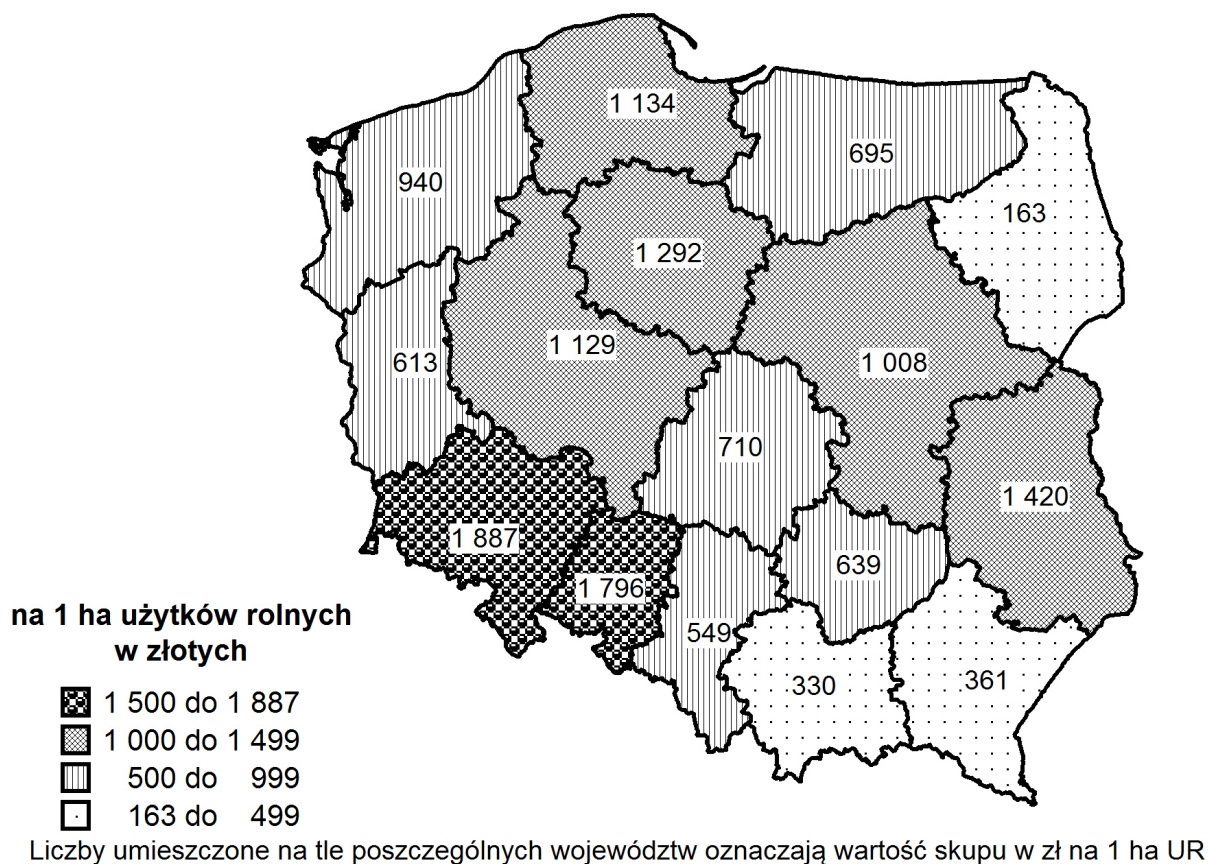 1 134
695
940
163
1 292
1 129
613
1 008
710
1 420
1 887
639
1 796
549
330
361
na 1 ha użytków rolnych
w złotych
1 500 do 1 887
1 000 do 1 499
500 do 999
163 do 499
Liczby umieszczone na tle poszczególnych województw oznaczają wartość skupu w zł na 1 ha UR